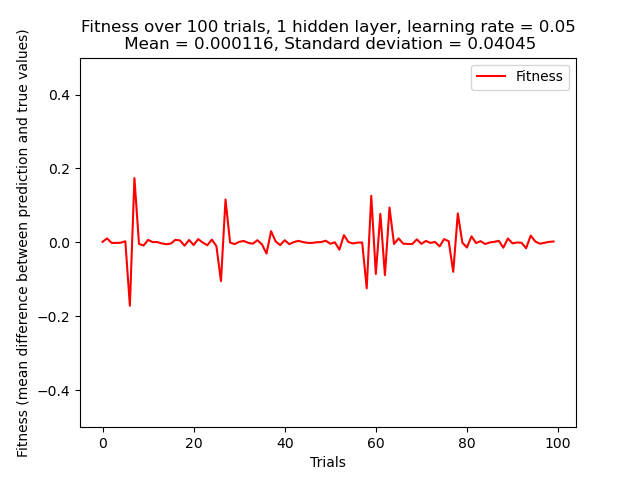 Fitness over 100 trials, 1 hidden layer, learning rate = 0.05
Mean = 0.000116, Standard deviation = 0.04045
Fitness (mean difference between prediction and true values)
Fitness
0.4
0.2
0.0
−0.2
−0.4
0
20
40
60
80
100
Trials